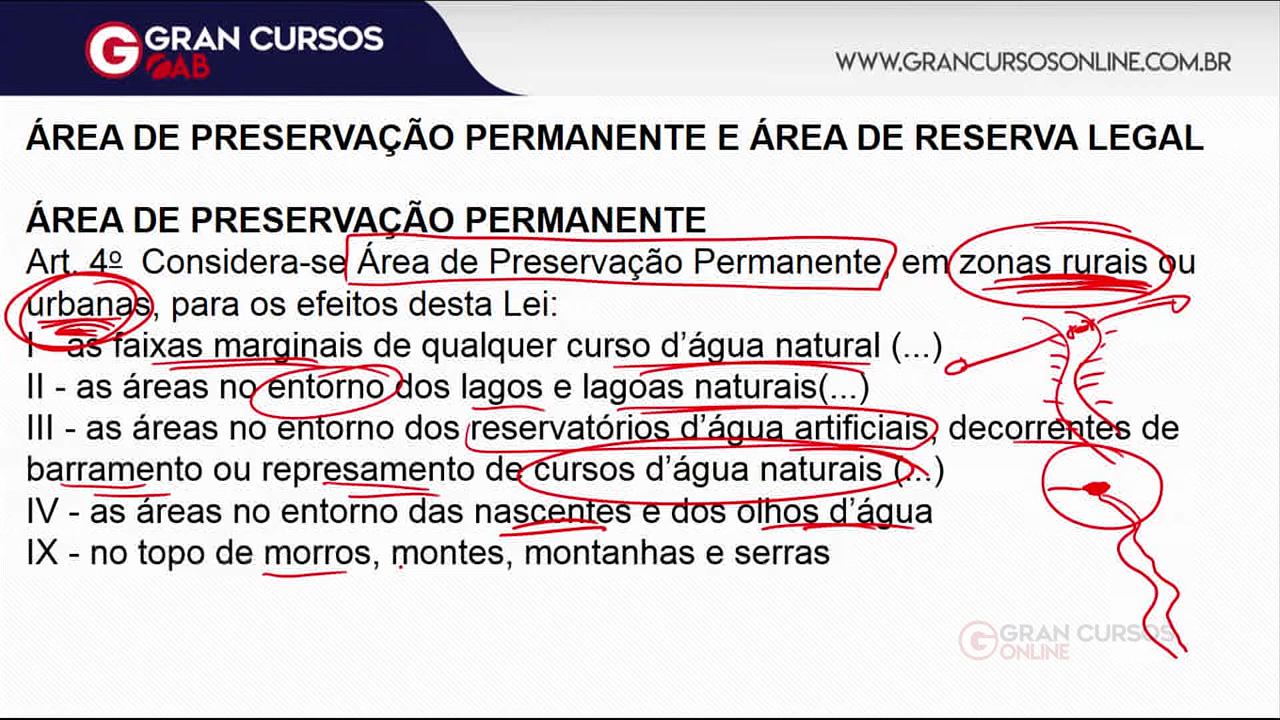 GRAN CURSOS
OAB
WWW.GRANCURSOSONLINE.COM.BR
ÁREA DE PRESERVAÇÃO PERMANENTE E ÁREA DE RESERVA LEGAL
ÁREA DE PRESERVAÇÃO PERMANENTE
Art. 4º Considera-se Área de Preservação Permanente, em zonas rurais ou
urbanas, para os efeitos desta Lei:
I - as faixas marginais de qualquer curso d’água natural (...)
II - as áreas no entorno dos lagos e lagoas naturais(...)
III - as áreas no entorno dos reservatórios d’água artificiais, decorrentes de
barramento ou represamento de cursos d’água naturais (...)
IV - as áreas no entorno das nascentes e dos olhos d’água
IX - no topo de morros, montes, montanhas e serras
GRAN CURSOS
ONLINE